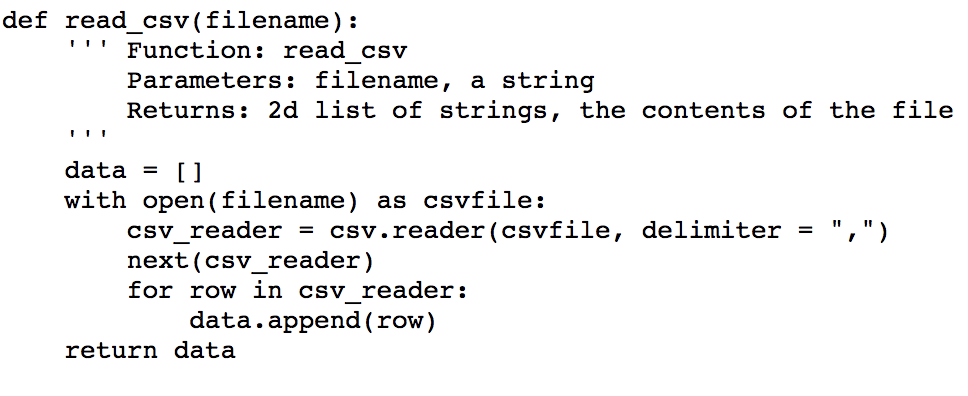 def read_csv(filename):
    ''' Function: read_csv
        Parameters: filename, a string
        Returns: 2d list of strings, the contents of the file
    '''
    data = []
    with open(filename) as csvfile:
        csv_reader = csv.reader(csvfile, delimiter = ",")
        next(csv_reader)
        for row in csv_reader:
            data.append(row)
    return data